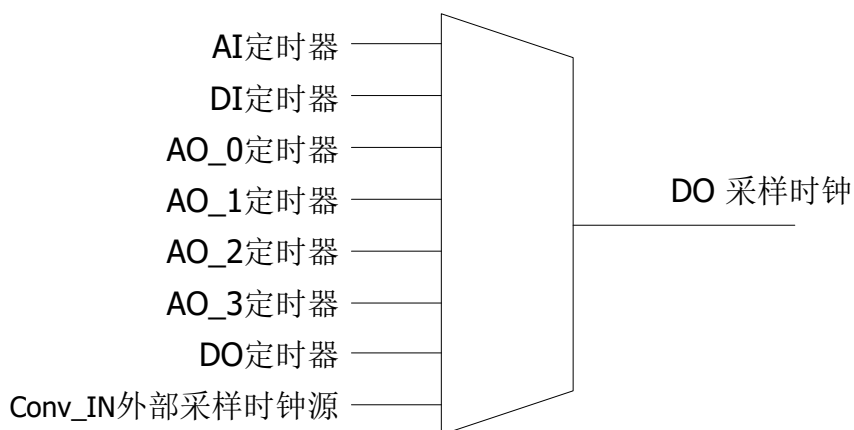 AI定时器
DI定时器
AO_0定时器
AO_1定时器
DO 采样时钟
AO_2定时器
AO_3定时器
DO定时器
Conv_IN外部采样时钟源